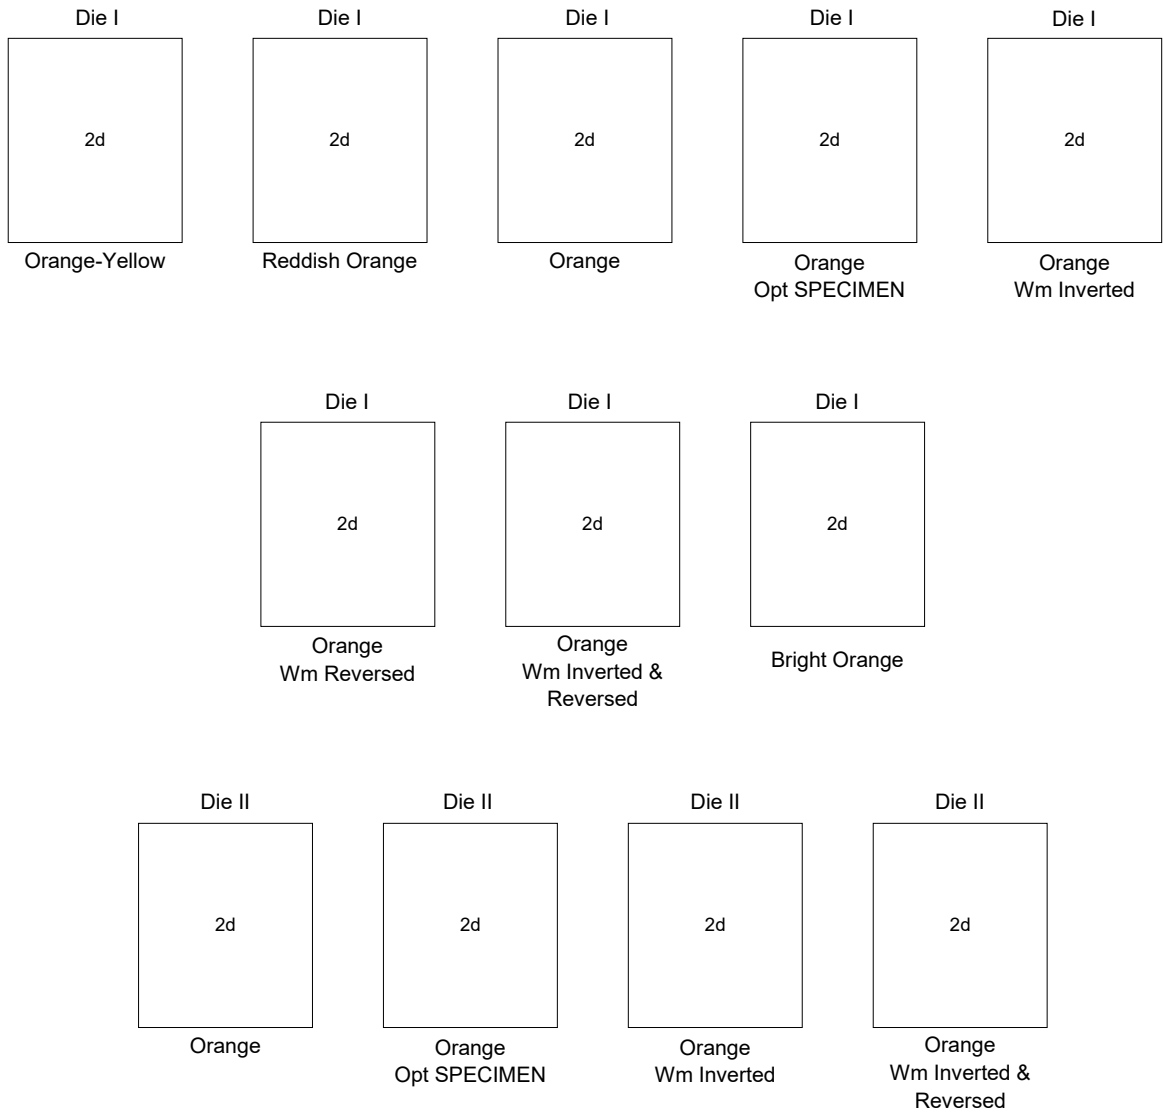 Die I
Die I
Die I
Die I
Die I
2d
2d
2d
2d
2d
Orange-Yellow
Reddish Orange
Orange
Orange
Opt SPECIMEN
Orange
Wm Inverted
Die I
Die I
Die I
2d
2d
2d
Orange
Wm Reversed
Orange
Wm Inverted &
Reversed
Bright Orange
Die II
Die II
Die II
Die II
2d
2d
2d
2d
Orange
Orange
Opt SPECIMEN
Orange
Wm Inverted
Orange
Wm Inverted &
Reversed